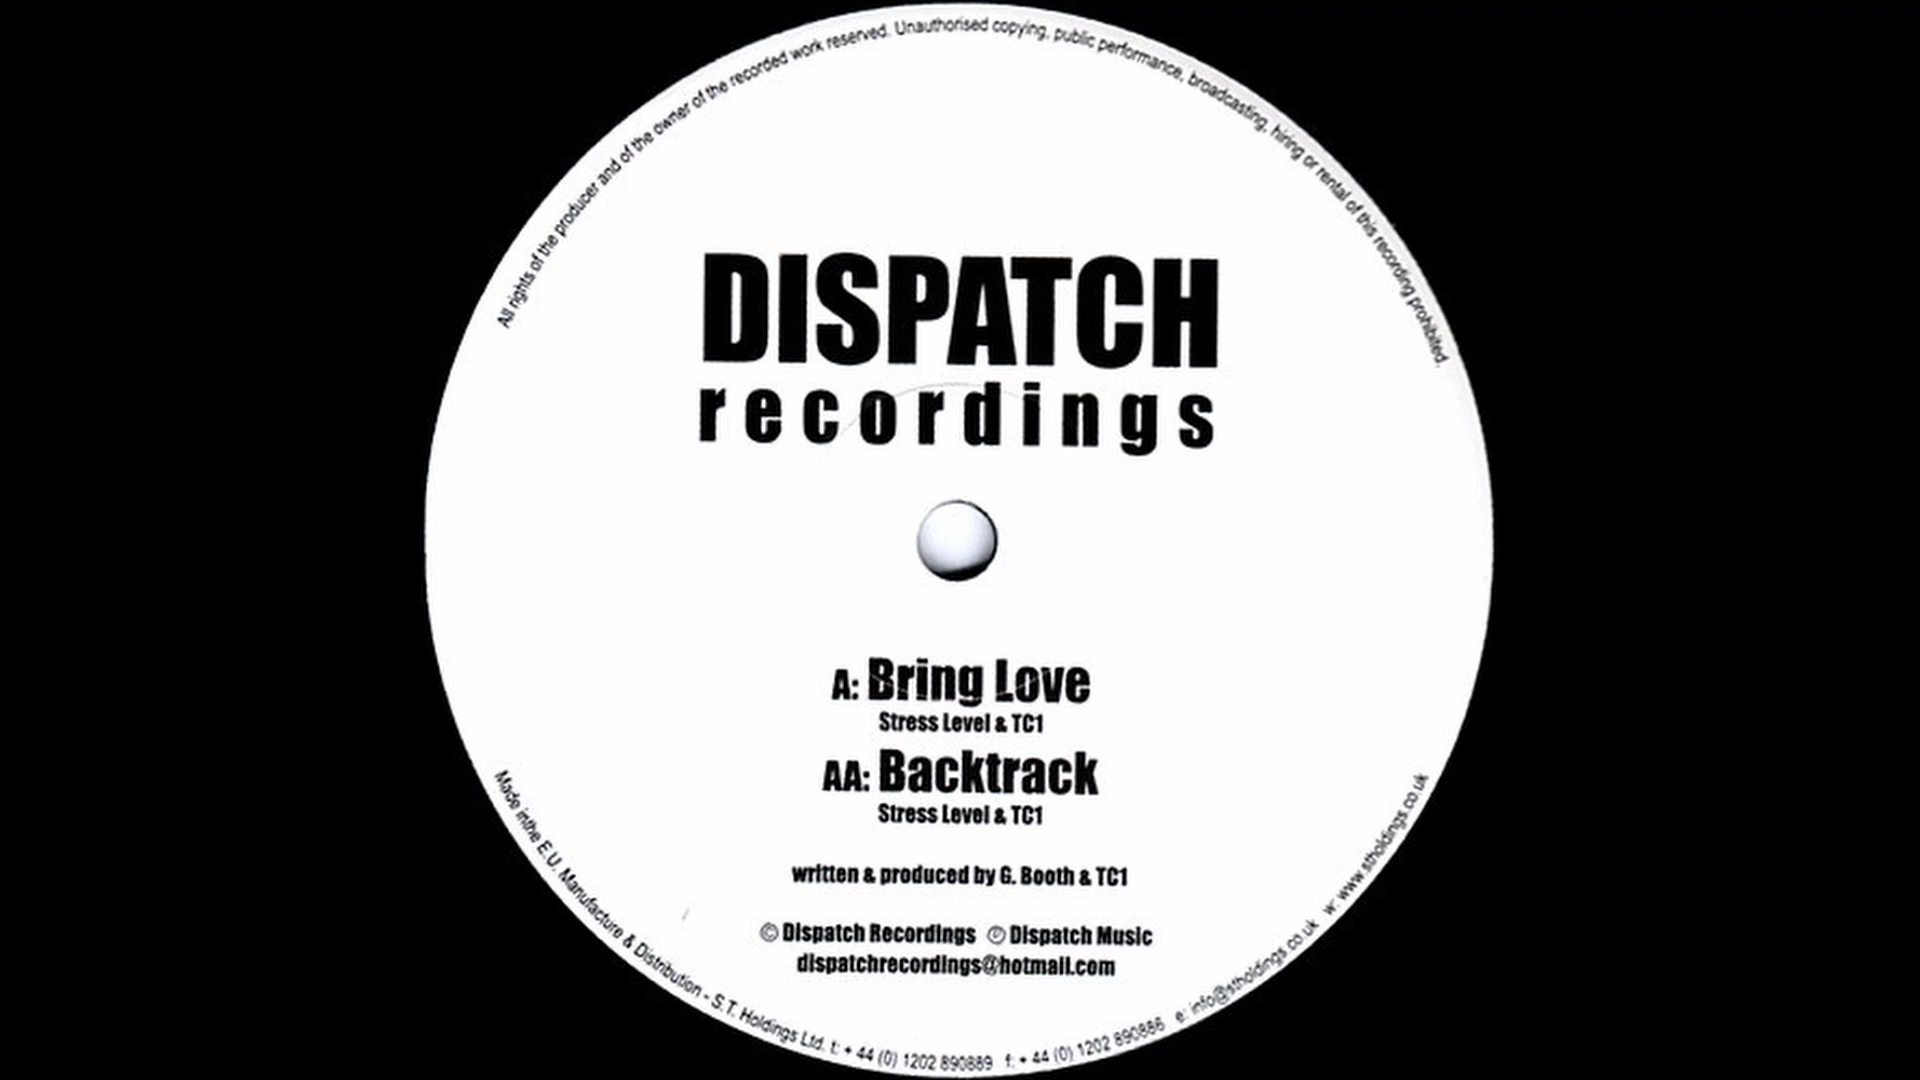 All rights of the producer and of the owner of the recorded work reserved. Unauthorised copying, public performance, broadcasting, hiring or rental of this recording prohibited.
DISPATCH
recordings
A: Bring Love
Stress Level & TC1
AA: Backtrack
Stress Level & TC1
written & produced by G. Booth & TC1
© Dispatch Recordings ℗ Dispatch Music
dispatchrecordings@hotmail.com
Made inthe E.U. Manufacture & Distribution - S.T. Holdings Ltd. t: + 44 (0) 1202 890889 f: + 44 (0) 1202 890886 e: info@stholdings.co.uk w: www.stholdings.co.uk